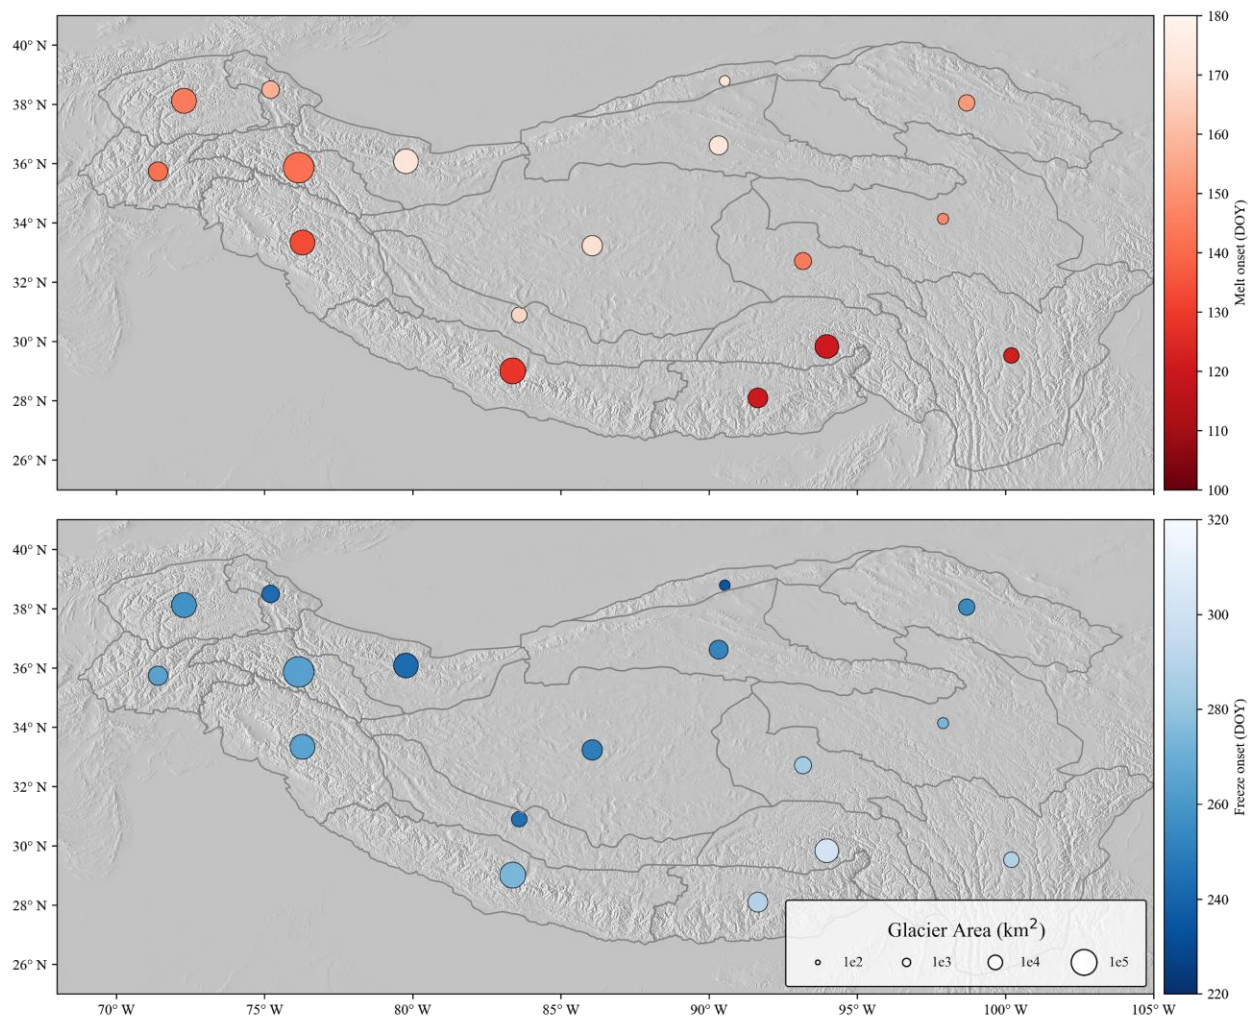 40° N
38° N
36° N
34° N
32° N
30° N
28° N
26° N
180
170
160
150
140
130
120
110
100
Melt onset (DOY)
40° N
38° N
36° N
34° N
32° N
30° N
28° N
26° N
320
300
280
260
240
220
Freeze onset (DOY)
Glacier Area (km²)
1e2 1e3 1e4 1e5
70° W 75° W 80° W 85° W 90° W 95° W 100° W 105° W